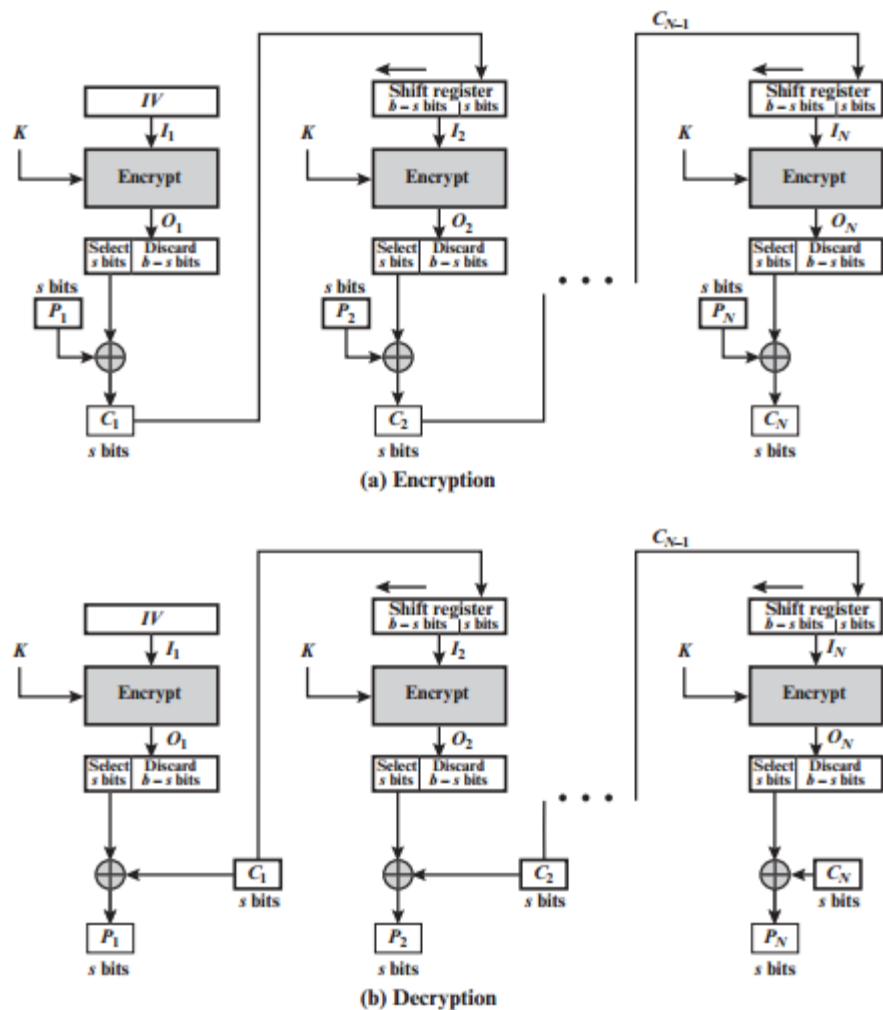 C_{N-1}
IV
Shift register
b − s bits | s bits
Shift register
b − s bits | s bits
K
I_1
K
I_2
K
I_N
Encrypt
Encrypt
Encrypt
O_1
O_2
O_N
Select
s bits
Discard
b − s bits
Select
s bits
Discard
b − s bits
Select
s bits
Discard
b − s bits
s bits
P_1
s bits
P_2
s bits
P_N
C_1
s bits
C_2
s bits
C_N
s bits
(a) Encryption
C_{N-1}
IV
Shift register
b − s bits | s bits
Shift register
b − s bits | s bits
K
I_1
K
I_2
K
I_N
Encrypt
Encrypt
Encrypt
O_1
O_2
O_N
Select
s bits
Discard
b − s bits
Select
s bits
Discard
b − s bits
Select
s bits
Discard
b − s bits
C_1
s bits
C_2
s bits
C_N
s bits
P_1
s bits
P_2
s bits
P_N
s bits
(b) Decryption